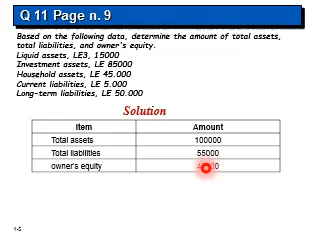 Q 11 Page n. 9
Based on the following data, determine the amount of total assets,
total liabilities, and owner's equity.
Liquid assets, LE3, 15000
Investment assets, LE 85000
Household assets, LE 45.000
Current liabilities, LE 5.000
Long-term liabilities, LE 50.000
Solution
Item Amount
Total assets 100000
Total liabilities 55000
owner's equity
1-5